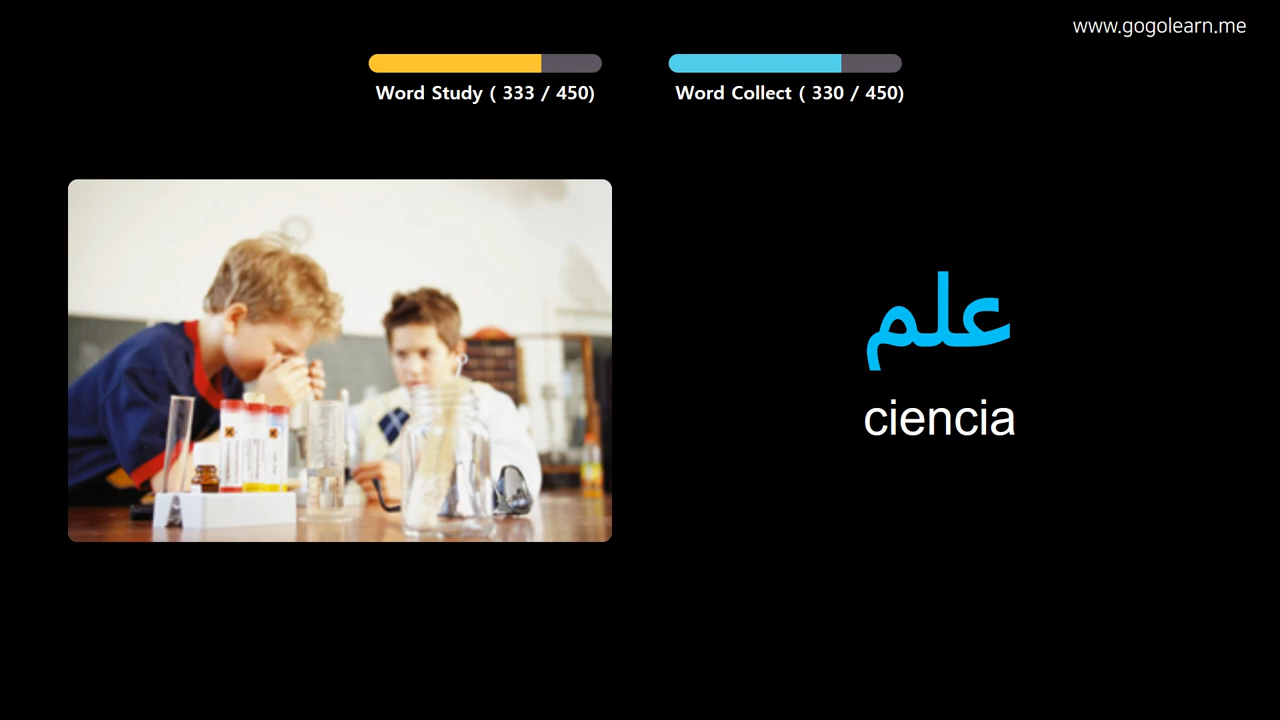 www.gogolearn.me
Word Study ( 333 / 450)
Word Collect ( 330 / 450)
علم
ciencia